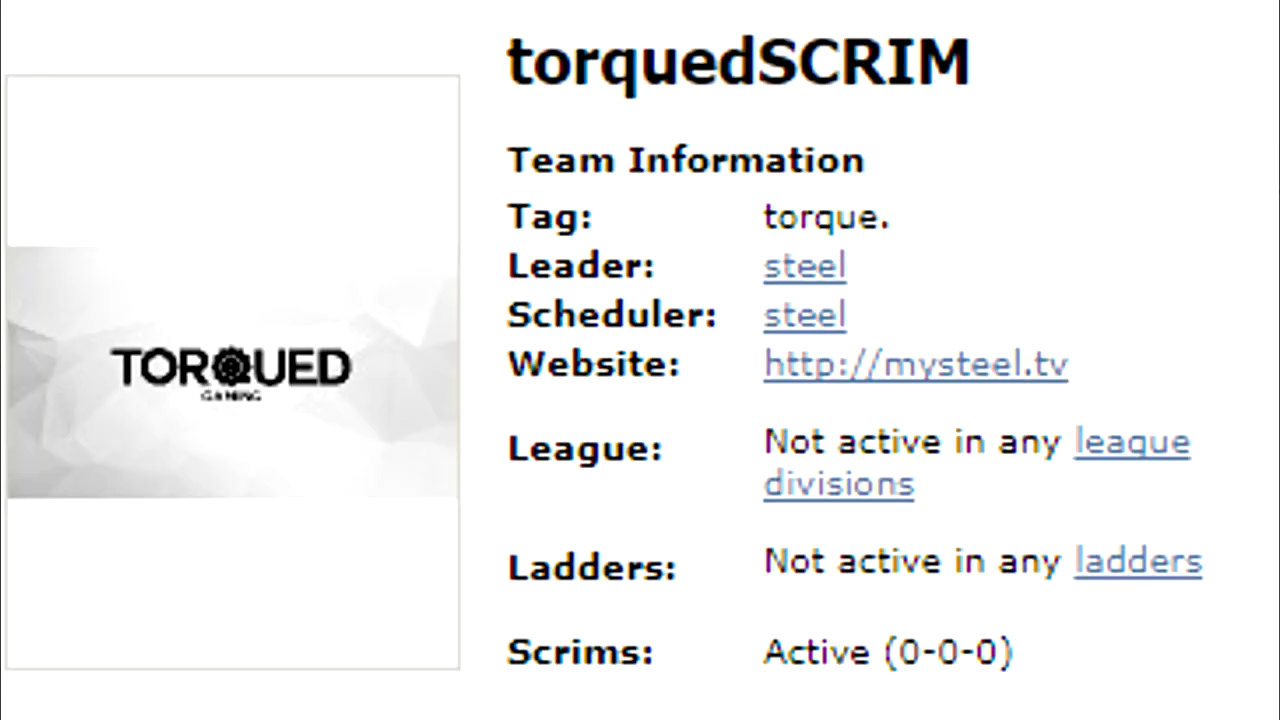 torquedSCRIM
Team Information
Tag: torque.
Leader: steel
Scheduler: steel
Website: http://mysteel.tv
League: Not active in any league
divisions
Ladders: Not active in any ladders
Scrims: Active (0-0-0)
TORQUED
GAMING